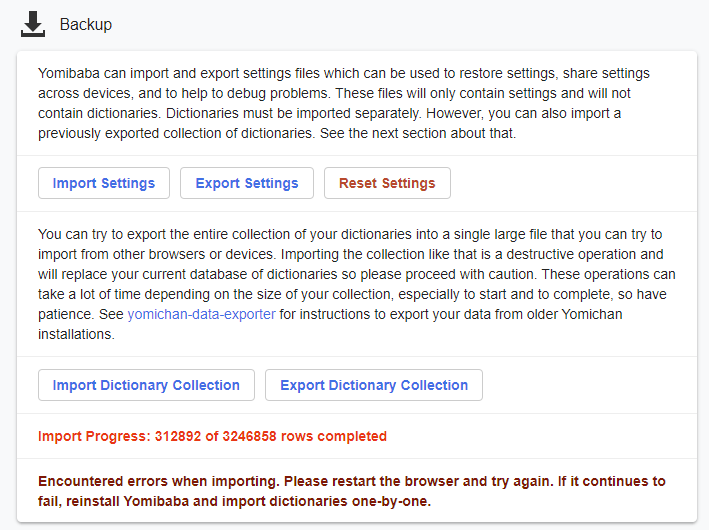 Backup
Yomibaba can import and export settings files which can be used to restore settings, share settings
across devices, and to help to debug problems. These files will only contain settings and will not
contain dictionaries. Dictionaries must be imported separately. However, you can also import a
previously exported collection of dictionaries. See the next section about that.
Import Settings Export Settings Reset Settings
You can try to export the entire collection of your dictionaries into a single large file that you can try to
import from other browsers or devices. Importing the collection like that is a destructive operation and
will replace your current database of dictionaries so please proceed with caution. These operations can
take a lot of time depending on the size of your collection, especially to start and to complete, so have
patience. See yomichan-data-exporter for instructions to export your data from older Yomichan
installations.
Import Dictionary Collection Export Dictionary Collection
Import Progress: 312892 of 3246858 rows completed
Encountered errors when importing. Please restart the browser and try again. If it continues to
fail, reinstall Yomibaba and import dictionaries one-by-one.